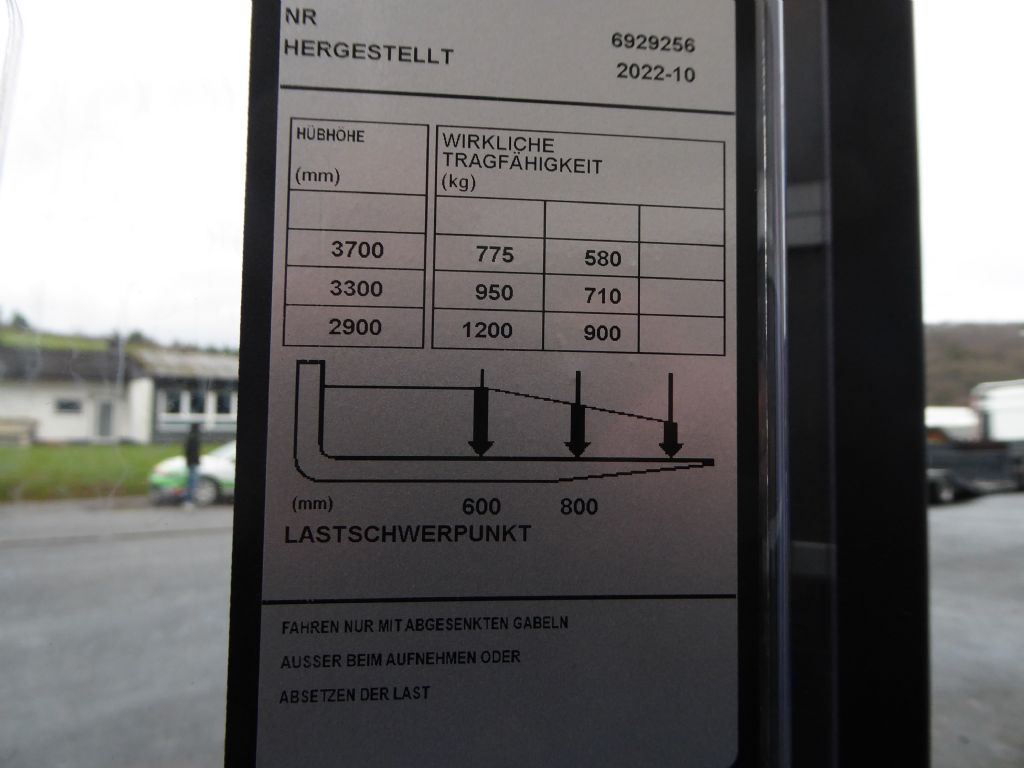 NR 6929256
HERGESTELLT 2022-10
HÜBHÖHE
(mm)
WIRKLICHE
TRAGFÄHIGKEIT
(kg)
3700 775 580
3300 950 710
2900 1200 900
(mm) 600 800
LASTSCHWERPUNKT
FAHREN NUR MIT ABGESENKTEN GABELN
AUSSER BEIM AUFNEHMEN ODER
ABSETZEN DER LAST